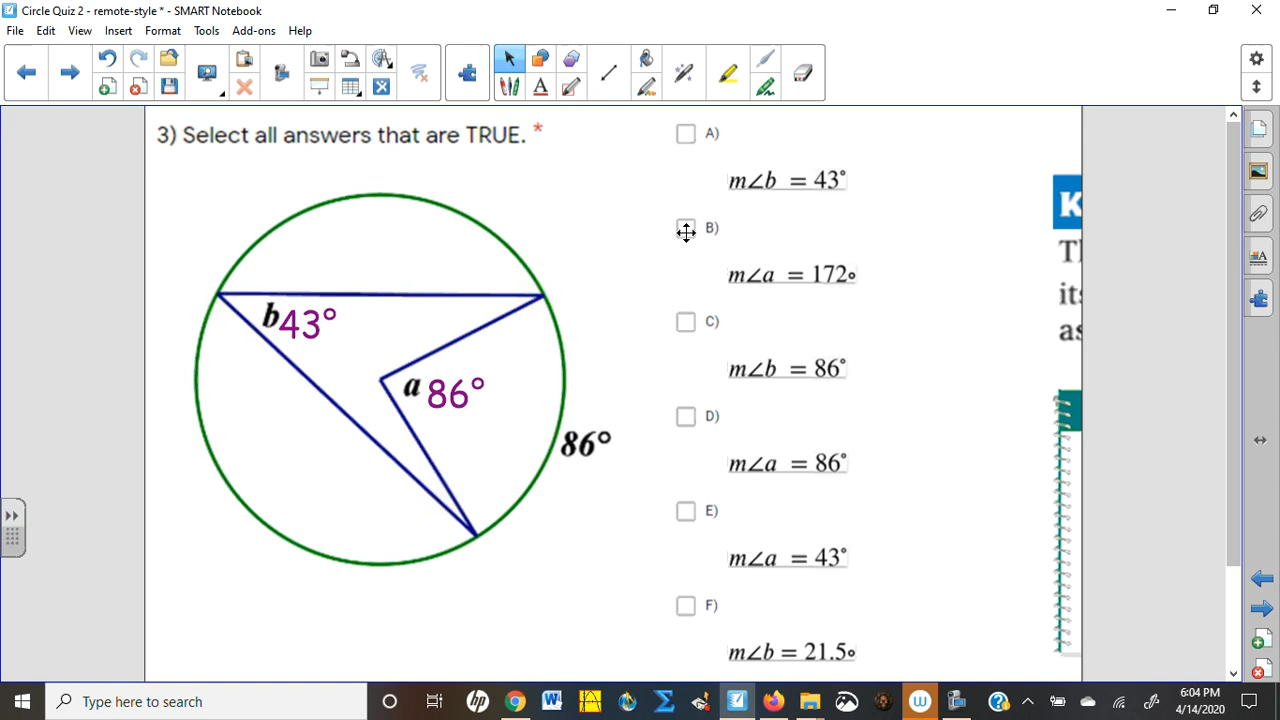 Circle Quiz 2 - remote-style * - SMART Notebook
File Edit View Insert Format Tools Add-ons Help
3) Select all answers that are TRUE. *
b 43°
a 86°
86°
A)
m∠b = 43°
B)
m∠a = 172∘
C)
m∠b = 86°
D)
m∠a = 86°
E)
m∠a = 43°
F)
m∠b = 21.5∘
K
its
as
Type here to search
6:04 PM
4/14/2020